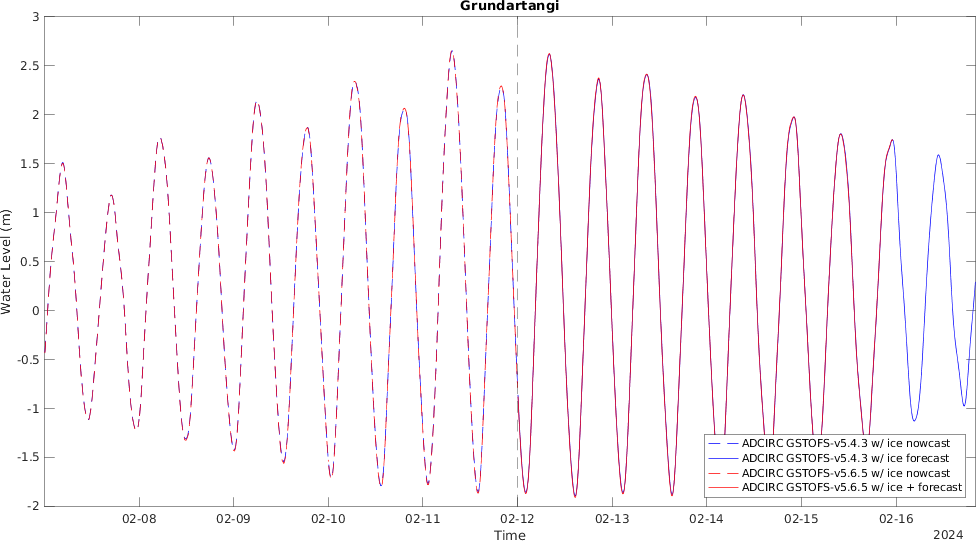 Grundartangi
3
2.5
2
1.5
1
0.5
0
-0.5
-1
-1.5
-2
Water Level (m)
ADCIRC GSTOFS-v5.4.3 w/ ice nowcast
ADCIRC GSTOFS-v5.4.3 w/ ice forecast
ADCIRC GSTOFS-v5.6.5 w/ ice nowcast
ADCIRC GSTOFS-v5.6.5 w/ ice + forecast
02-08 02-09 02-10 02-11 02-12 02-13 02-14 02-15 02-16
Time
2024